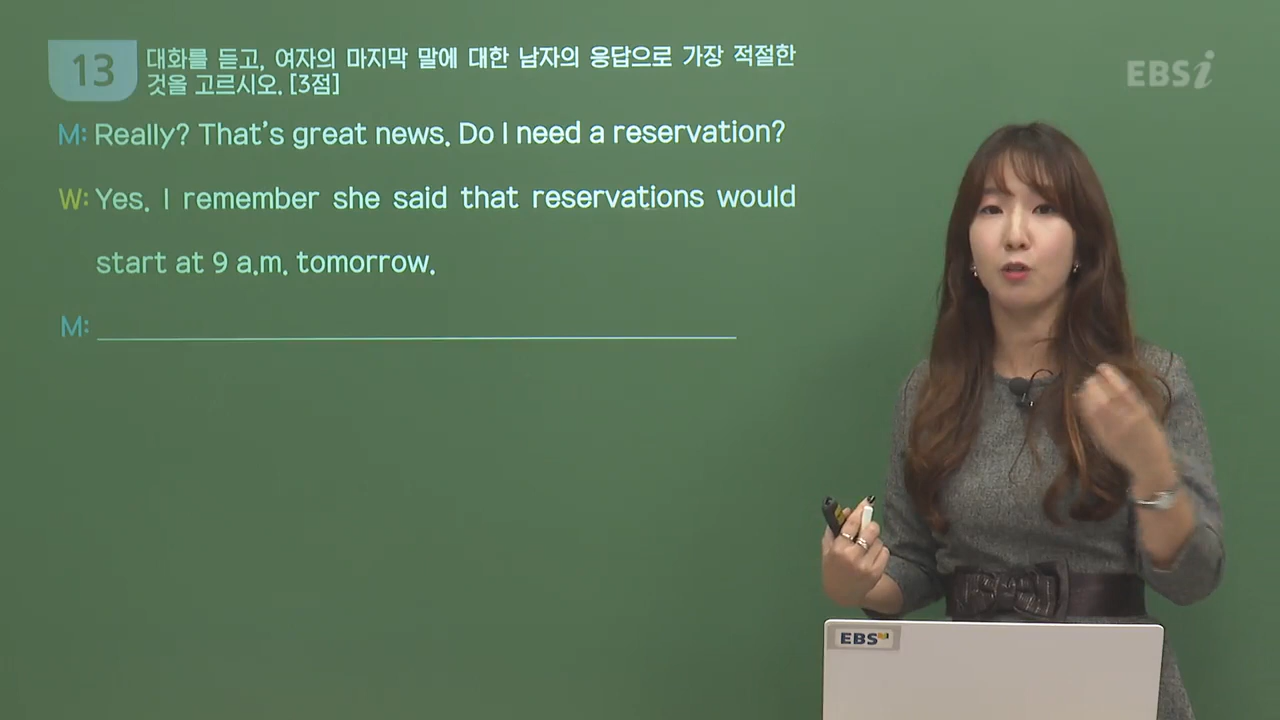 13
대화를 듣고, 여자의 마지막 말에 대한 남자의 응답으로 가장 적절한
것을 고르시오. [3점]
EBSi
M: Really? That's great news. Do I need a reservation?
W: Yes. I remember she said that reservations would
start at 9 a.m. tomorrow.
M:
EBS